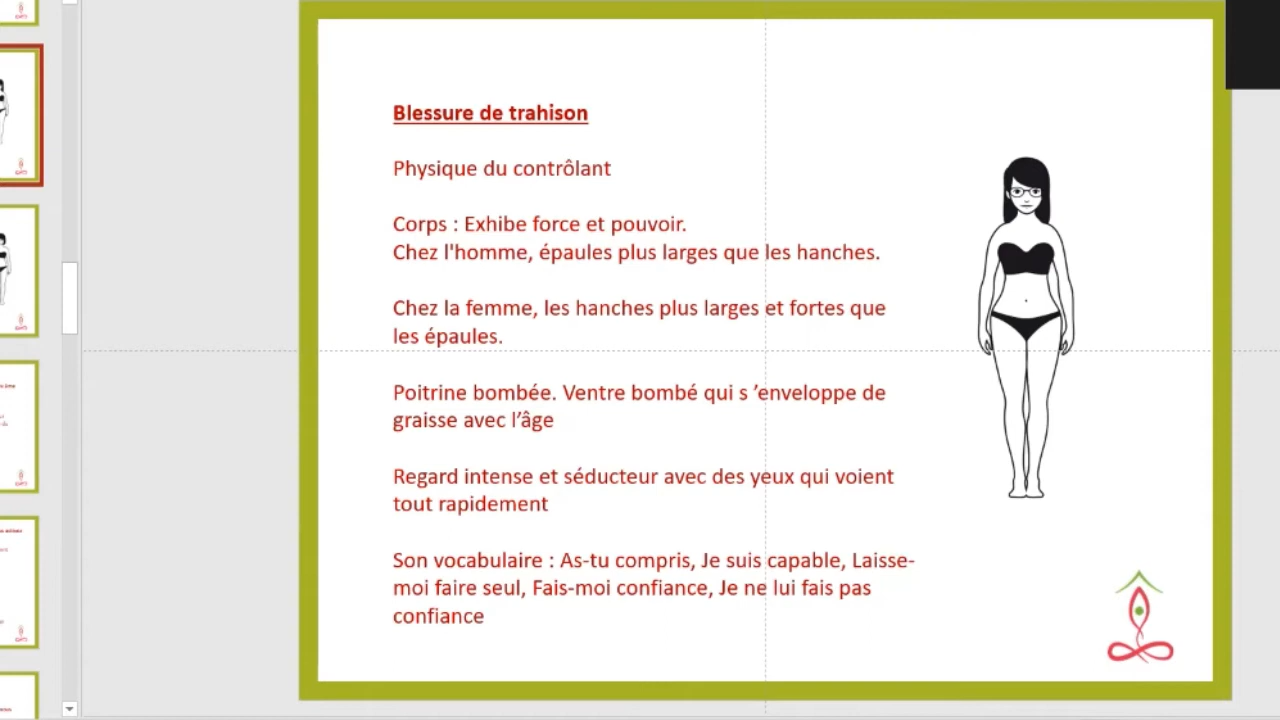 Blessure de trahison
Physique du contrôlant
Corps : Exhibe force et pouvoir.
Chez l'homme, épaules plus larges que les hanches.
Chez la femme, les hanches plus larges et fortes que
les épaules.
Poitrine bombée. Ventre bombé qui s ’enveloppe de
graisse avec l’âge
Regard intense et séducteur avec des yeux qui voient
tout rapidement
Son vocabulaire : As-tu compris, Je suis capable, Laisse-
moi faire seul, Fais-moi confiance, Je ne lui fais pas
confiance